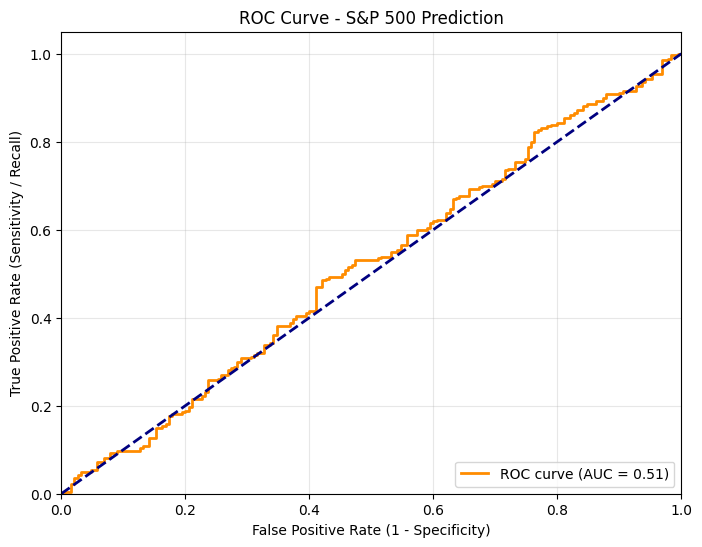 ROC Curve - S&P 500 Prediction
True Positive Rate (Sensitivity / Recall)
1.0
0.8
0.6
0.4
0.2
0.0
0.0 0.2 0.4 0.6 0.8 1.0
False Positive Rate (1 - Specificity)
ROC curve (AUC = 0.51)